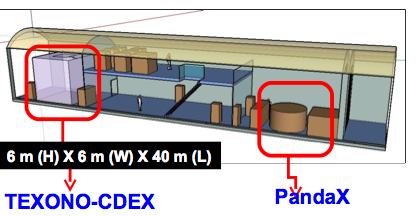 6 m (H) X 6 m (W) X 40 m (L)
TEXONO-CDEX
PandaX